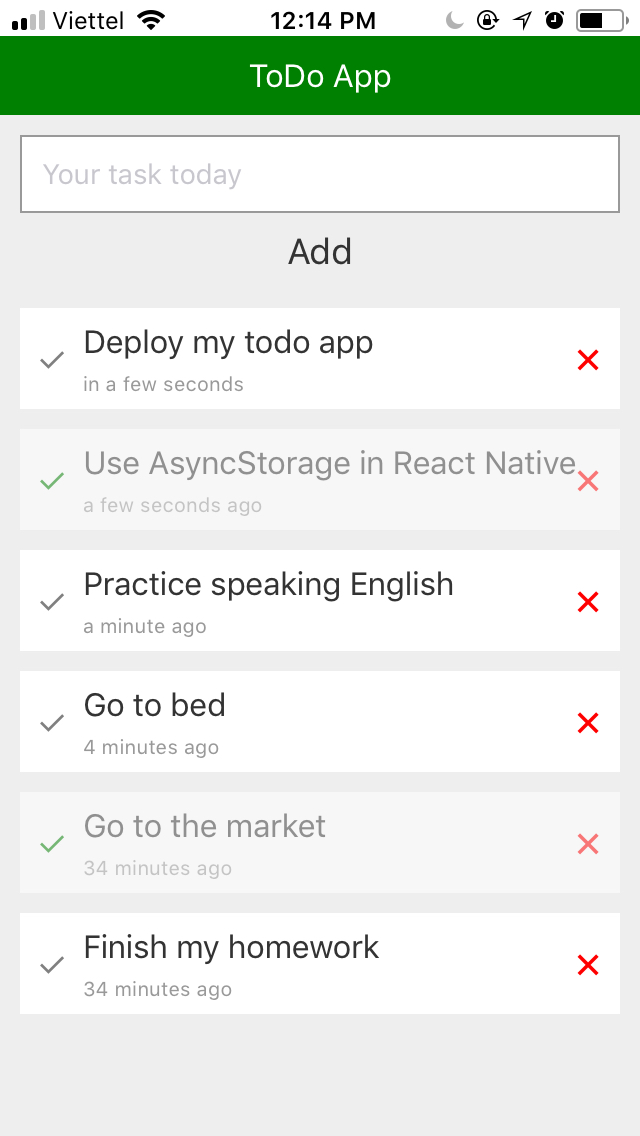 Viettel 12:14 PM
ToDo App
Your task today
Add
Deploy my todo app
in a few seconds
Use AsyncStorage in React Native
a few seconds ago
Practice speaking English
a minute ago
Go to bed
4 minutes ago
Go to the market
34 minutes ago
Finish my homework
34 minutes ago